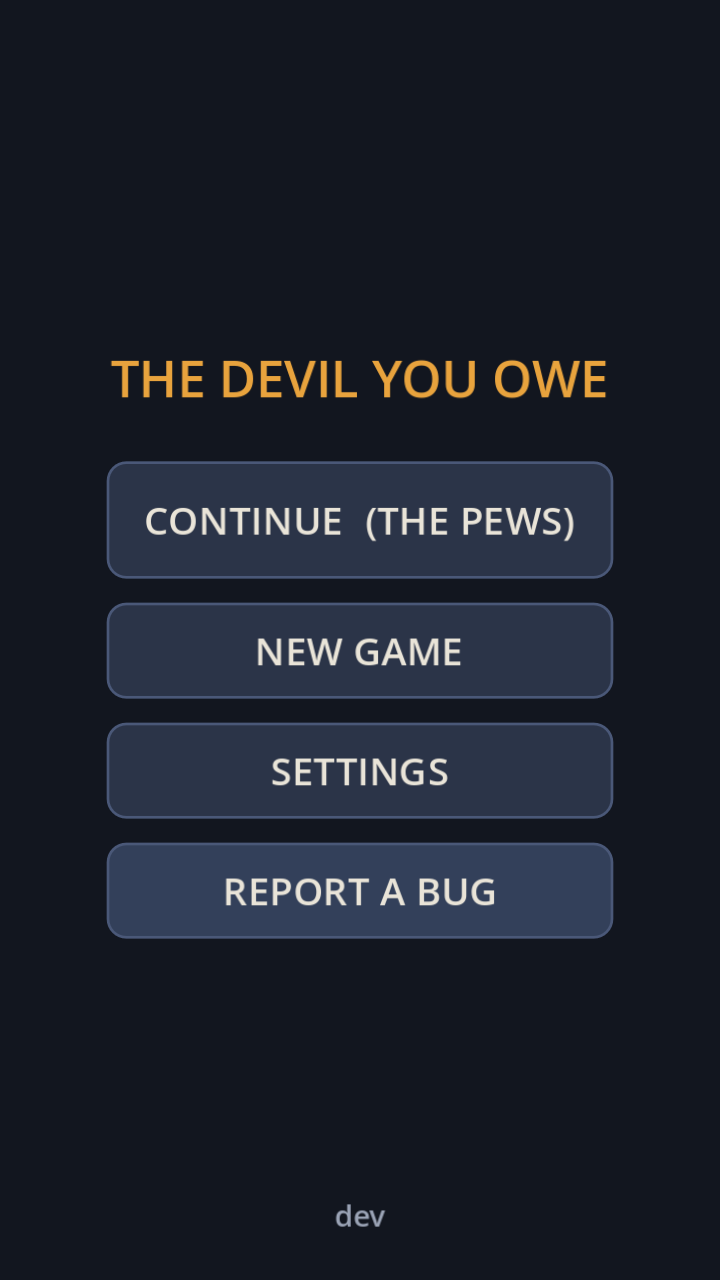 THE DEVIL YOU OWE
CONTINUE  (THE PEWS)
NEW GAME
SETTINGS
REPORT A BUG
dev